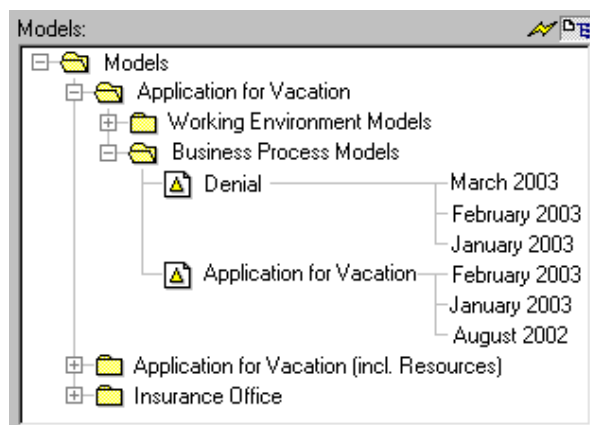 Models:
Models
Application for Vacation
Working Environment Models
Business Process Models
Denial March 2003
February 2003
January 2003
Application for Vacation February 2003
January 2003
August 2002
Application for Vacation (incl. Resources)
Insurance Office